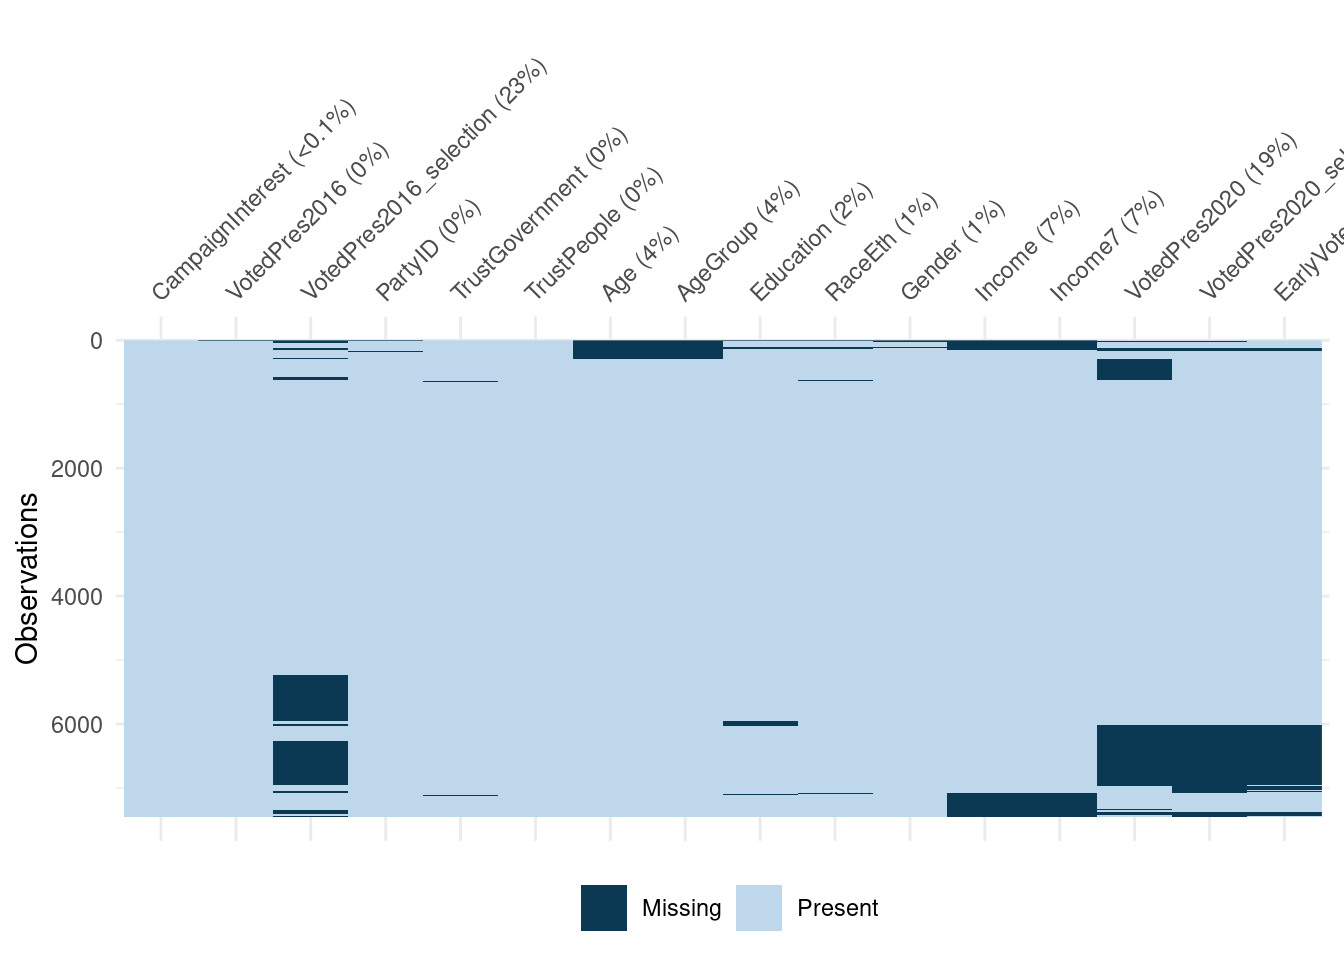 CampaignInterest (<0.1%)
VotedPres2016 (0%)
VotedPres2016_selection (23%)
PartyID (0%)
TrustGovernment (0%)
TrustPeople (0%)
Age (4%)
AgeGroup (4%)
Education (2%)
RaceEth (1%)
Gender (1%)
Income (7%)
Income7 (7%)
VotedPres2020 (19%)
VotedPres2020_sel
EarlyVote
0
2000
4000
6000
Observations
Missing
Present